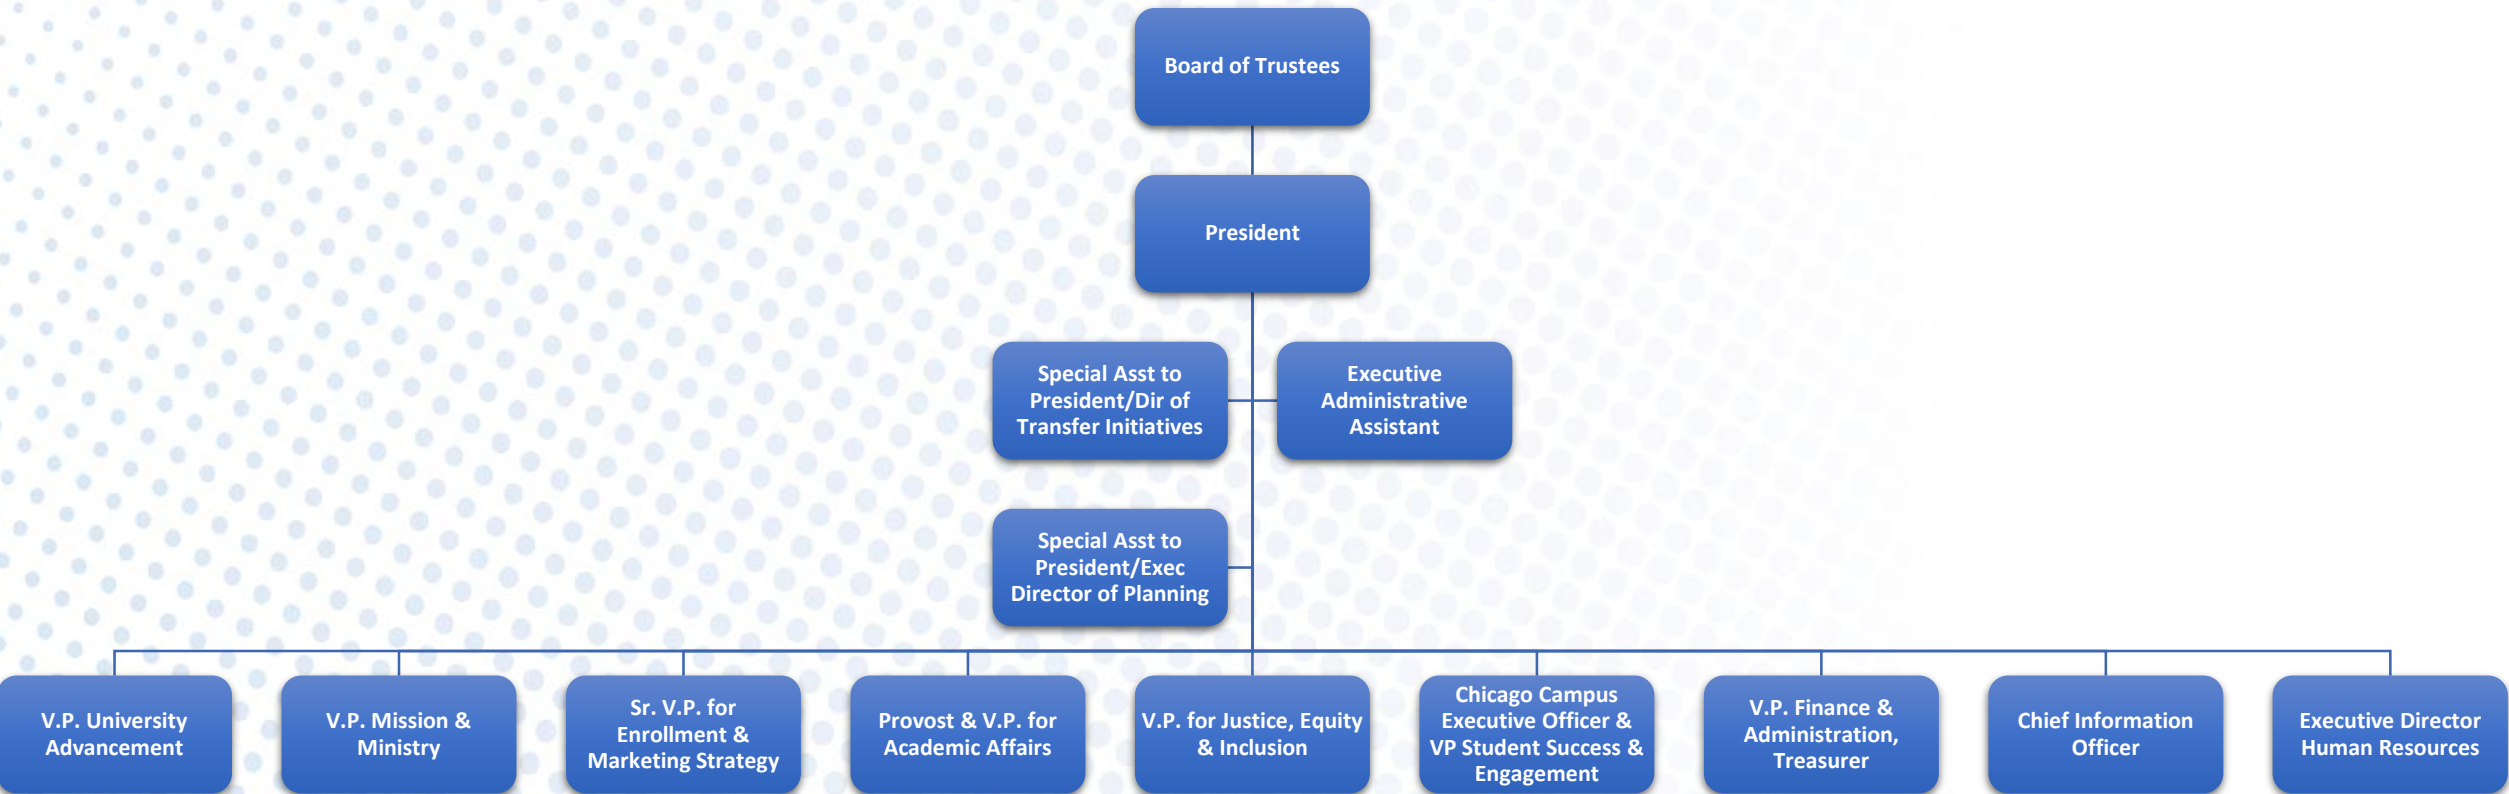 Board of Trustees
President
Special Asst to
President/Dir of
Transfer Initiatives
Executive
Administrative
Assistant
Special Asst to
President/Exec
Director of Planning
V.P. University
Advancement
V.P. Mission &
Ministry
Sr. V.P. for
Enrollment &
Marketing Strategy
Provost & V.P. for
Academic Affairs
V.P. for Justice, Equity
& Inclusion
Chicago Campus
Executive Officer &
VP Student Success &
Engagement
V.P. Finance &
Administration,
Treasurer
Chief Information
Officer
Executive Director
Human Resources